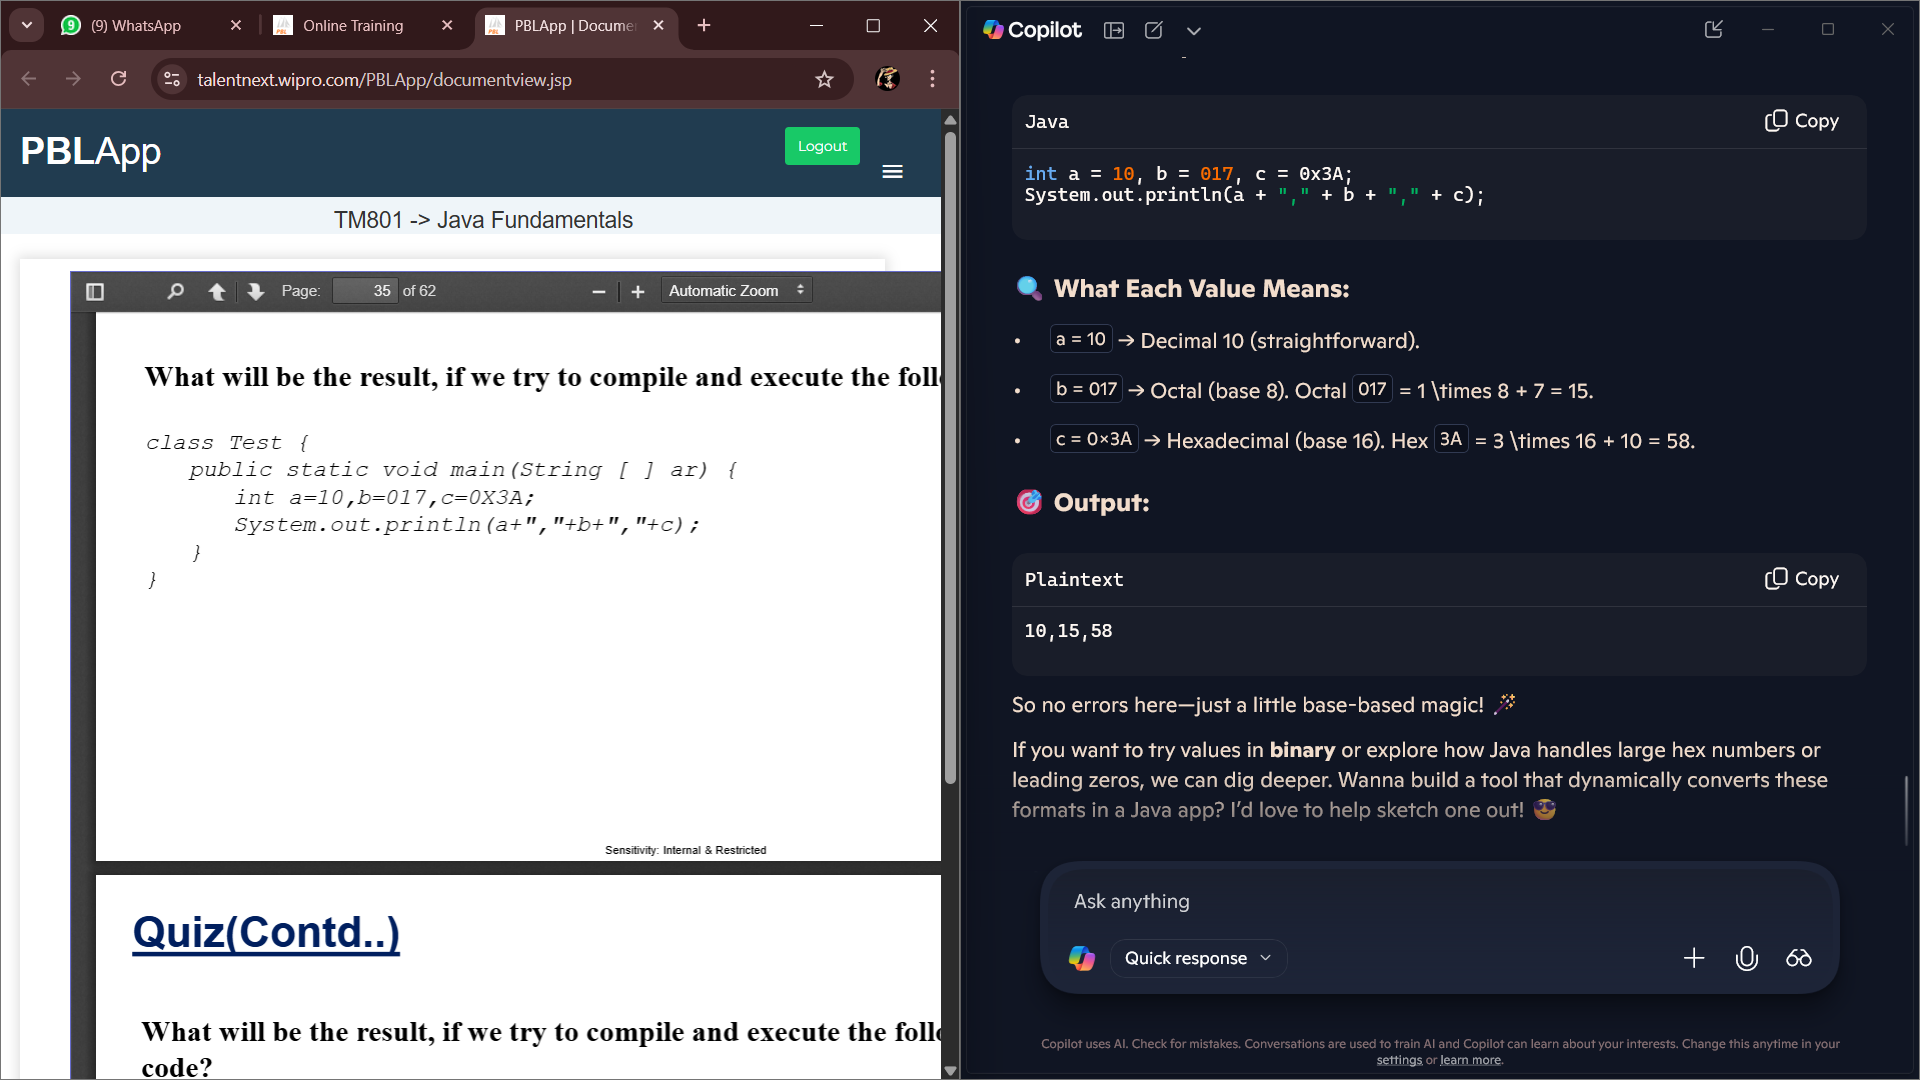 (9) WhatsApp
Online Training
PBLApp | Docume
talentnext.wipro.com/PBLApp/documentview.jsp
PBLApp
Logout
TM801 -> Java Fundamentals
Page: 35 of 62
Automatic Zoom
What will be the result, if we try to compile and execute the foll
class Test {
public static void main(String [ ] ar) {
int a=10,b=017,c=0X3A;
System.out.println(a+","+b+","+c);
}
}
Sensitivity: Internal & Restricted
Quiz(Contd..)
What will be the result, if we try to compile and execute the foll
code?
Copilot
Java
Copy
int a = 10, b = 017, c = 0x3A;
System.out.println(a + "," + b + "," + c);
What Each Value Means:
• a = 10 → Decimal 10 (straightforward).
• b = 017 → Octal (base 8). Octal 017 = 1 \times 8 + 7 = 15.
• c = 0×3A → Hexadecimal (base 16). Hex 3A = 3 \times 16 + 10 = 58.
Output:
Plaintext
Copy
10,15,58
So no errors here—just a little base-based magic!
If you want to try values in binary or explore how Java handles large hex numbers or
leading zeros, we can dig deeper. Wanna build a tool that dynamically converts these
formats in a Java app? I’d love to help sketch one out!
Ask anything
Quick response
Copilot uses AI. Check for mistakes. Conversations are used to train AI and Copilot can learn about your interests. Change this anytime in your
settings or learn more.